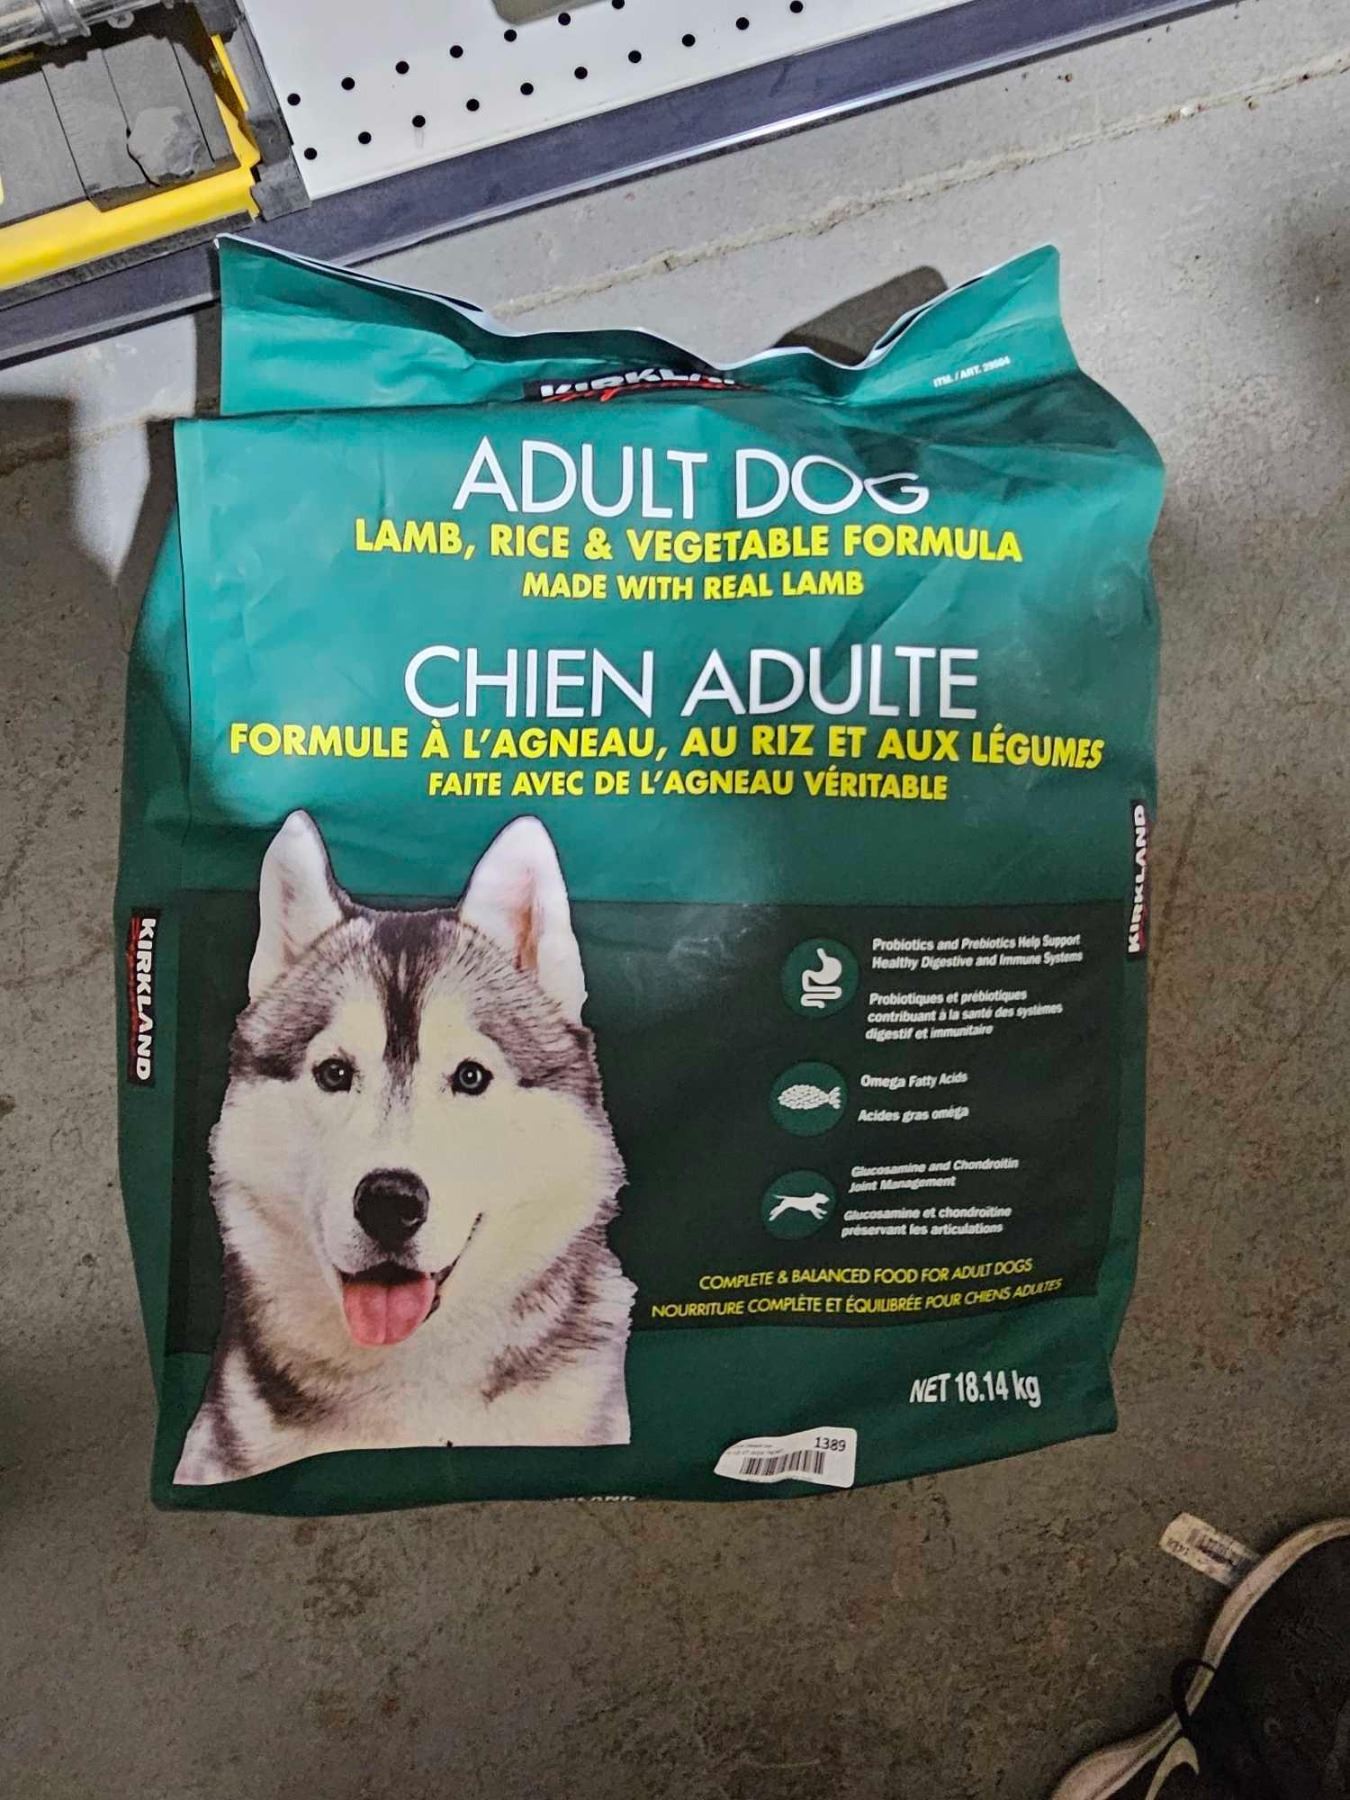 ITM. / ART. 29504
ADULT DOG
LAMB, RICE & VEGETABLE FORMULA
MADE WITH REAL LAMB
CHIEN ADULTE
FORMULE À L'AGNEAU, AU RIZ ET AUX LÉGUMES
FAITE AVEC DE L'AGNEAU VÉRITABLE
KIRKLAND
KIRKLAND
Probiotics and Prebiotics Help Support
Healthy Digestive and Immune Systems
Probiotiques et prébiotiques
contribuant à la santé des systèmes
digestif et immunitaire
Omega Fatty Acids
Acides gras oméga
Glucosamine and Chondroitin
Joint Management
Glucosamine et chondroïtine
préservant les articulations
COMPLETE & BALANCED FOOD FOR ADULT DOGS
NOURRITURE COMPLÈTE ET ÉQUILIBRÉE POUR CHIENS ADULTES
NET 18.14 kg
1389